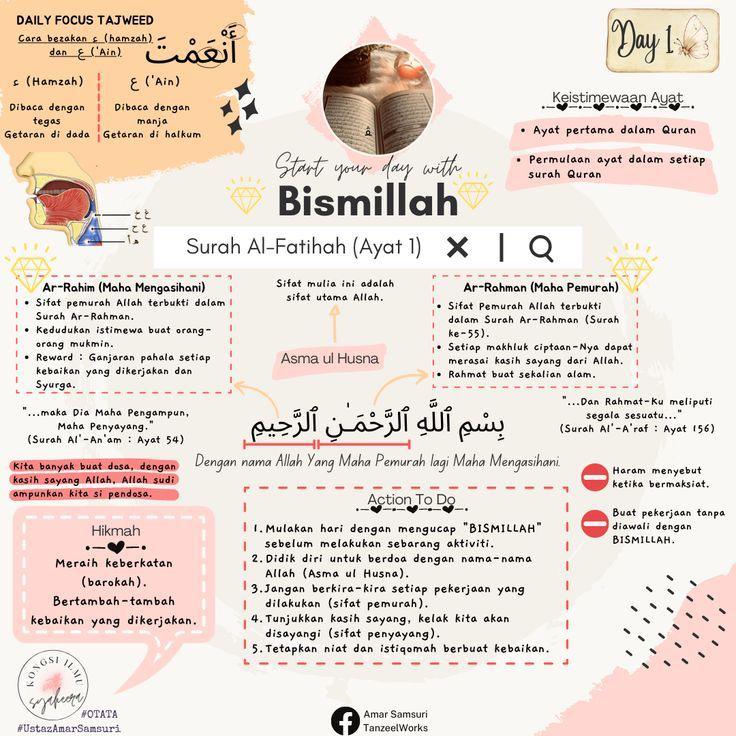 DAILY FOCUS TAJWEED
Cara bezakan ء (hamzah)
dan ع ('Ain)
أَنْعَمْتَ
ء (Hamzah)
Dibaca dengan
tegas
Getaran di dada
ع ('Ain)
Dibaca dengan
manja
Getaran di halkum
Day 1
Keistimewaan Ayat
• Ayat pertama dalam Quran
• Permulaan ayat dalam setiap
surah Quran
Start your day with
Bismillah
Surah Al-Fatihah (Ayat 1)
Ar-Rahim (Maha Mengasihani)
• Sifat pemurah Allah terbukti dalam
Surah Ar-Rahman.
• Kedudukan istimewa buat orang-
orang mukmin.
• Reward : Ganjaran pahala setiap
kebaikan yang dikerjakan dan
Syurga.
Sifat mulia ini adalah
sifat utama Allah.
Asma ul Husna
Ar-Rahman (Maha Pemurah)
• Sifat Pemurah Allah terbukti
dalam Surah Ar-Rahman (Surah
ke-55).
• Setiap makhluk ciptaan-Nya dapat
merasai kasih sayang dari Allah.
• Rahmat buat sekalian alam.
"...maka Dia Maha Pengampun,
Maha Penyayang."
(Surah Al'-An'am : Ayat 54)
بِسْمِ ٱللَّهِ ٱلرَّحْمَـٰنِ ٱلرَّحِيمِ
Dengan nama Allah Yang Maha Pemurah lagi Maha Mengasihani.
"...Dan Rahmat-Ku meliputi
segala sesuatu..."
(Surah Al'-A'raf : Ayat 156)
Kita banyak buat dosa, dengan
kasih sayang Allah, Allah sudi
ampunkan kita si pendosa.
Haram menyebut
ketika bermaksiat.
Buat pekerjaan tanpa
diawali dengan
BISMILLAH.
Hikmah
Meraih keberkatan
(barokah).
Bertambah-tambah
kebaikan yang dikerjakan.
Action To Do
1. Mulakan hari dengan mengucap "BISMILLAH"
sebelum melakukan sebarang aktiviti.
2. Didik diri untuk berdoa dengan nama-nama
Allah (Asma ul Husna).
3. Jangan berkira-kira setiap pekerjaan yang
dilakukan (sifat pemurah).
4. Tunjukkan kasih sayang, kelak kita akan
disayangi (sifat penyayang).
5. Tetapkan niat dan istiqomah berbuat kebaikan.
KONGSI ILMU
syaheera
#OTATA
#UstazAmarSamsuri
Amar Samsuri
TanzeelWorks